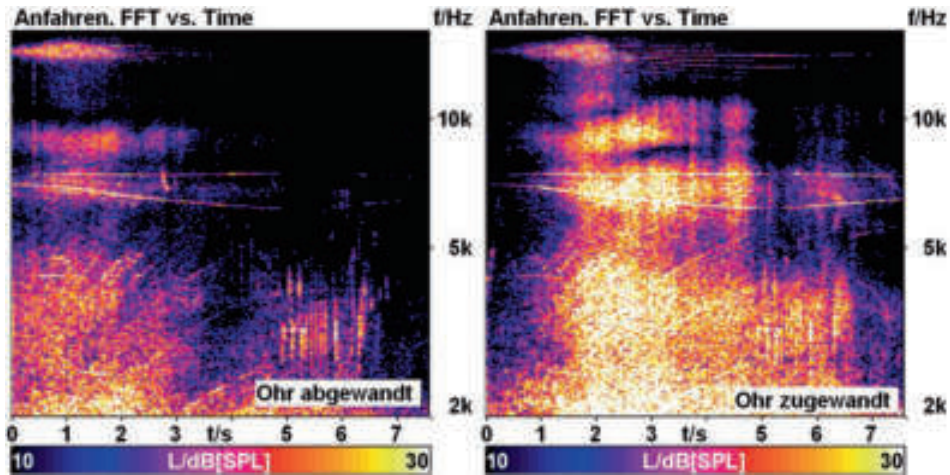 Anfahren. FFT vs. Time f/Hz
10k
5k
Ohr abgewandt
2k
0 1 2 3 t/s 5 6 7
10 L/dB[SPL] 30
Anfahren. FFT vs. Time f/Hz
10k
5k
Ohr zugewandt
2k
0 1 2 3 t/s 5 6 7
10 L/dB[SPL] 30